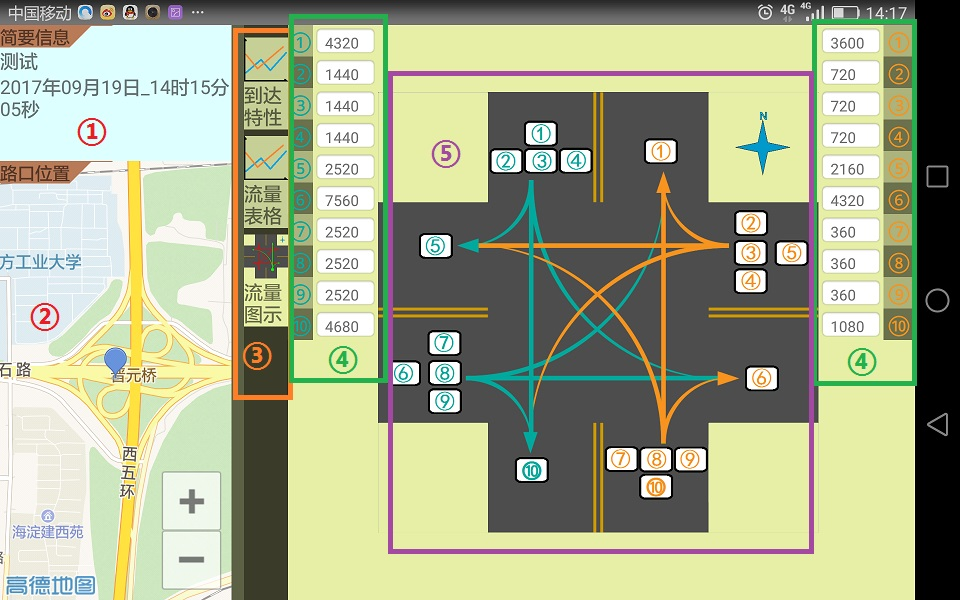 中国移动
4G
4G
14:17
简要信息
测试
2017年09月19日_14时15分
05秒
①
路口位置
方工业大学
②
石路
晋元桥
西五环
海淀建西苑
高德地图
+
−
到达
特性
流量
表格
流量
图示
③
① 4320
② 1440
③ 1440
④ 1440
⑤ 2520
⑥ 7560
⑦ 2520
⑧ 2520
⑨ 2520
⑩ 4680
④
⑤
N
①
② ③ ④
①
⑤
②
③ ⑤
④
⑦
⑥ ⑧
⑨
⑥
⑩
⑦ ⑧ ⑨
⑩
3600 ①
720 ②
720 ③
720 ④
2160 ⑤
4320 ⑥
360 ⑦
360 ⑧
360 ⑨
1080 ⑩
④